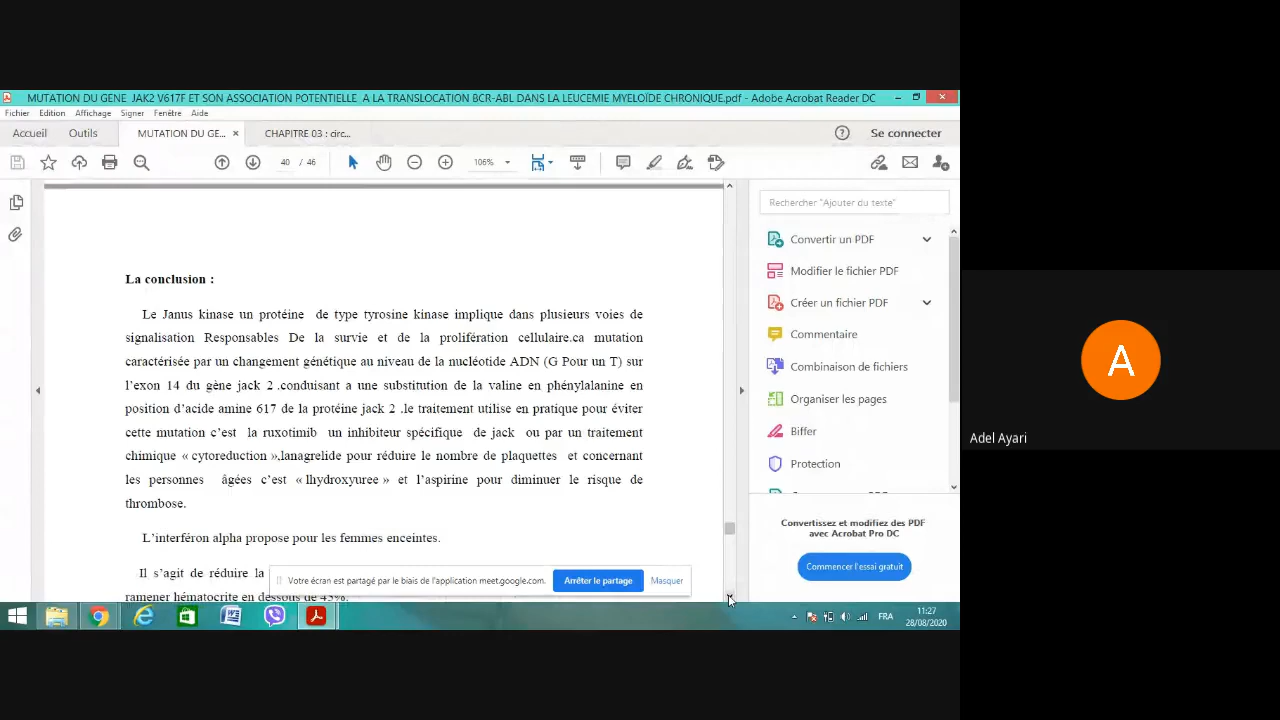 MUTATION DU GENE JAK2 V617F ET SON ASSOCIATION POTENTIELLE A LA TRANSLOCATION BCR-ABL DANS LA LEUCEMIE MYELOÏDE CHRONIQUE.pdf - Adobe Acrobat Reader DC
Fichier Edition Affichage Signer Fenêtre Aide
Accueil Outils MUTATION DU GE... × CHAPITRE 03 : circ... Se connecter
40 / 46 106%
Rechercher "Ajouter du texte"
Convertir un PDF
Modifier le fichier PDF
Créer un fichier PDF
Commentaire
Combinaison de fichiers
Organiser les pages
Biffer
Protection
Convertissez et modifiez des PDF
avec Acrobat Pro DC
Commencer l'essai gratuit
La conclusion :
Le Janus kinase un protéine de type tyrosine kinase implique dans plusieurs voies de
signalisation Responsables De la survie et de la prolifération cellulaire.ca mutation
caractérisée par un changement génétique au niveau de la nucléotide ADN (G Pour un T) sur
l'exon 14 du gène jack 2 .conduisant a une substitution de la valine en phénylalanine en
position d'acide amine 617 de la protéine jack 2 .le traitement utilise en pratique pour éviter
cette mutation c'est la ruxotimib un inhibiteur spécifique de jack ou par un traitement
chimique « cytoreduction ».lanagrelide pour réduire le nombre de plaquettes et concernant
les personnes âgées c'est « lhydroxyuree » et l'aspirine pour diminuer le risque de
thrombose.
L'interféron alpha propose pour les femmes enceintes.
Il s'agit de réduire la
ramener hématocrite en dessous de 45%.
Votre écran est partagé par le biais de l'application meet.google.com. Arrêter le partage Masquer
FRA 11:27
28/08/2020
A
Adel Ayari